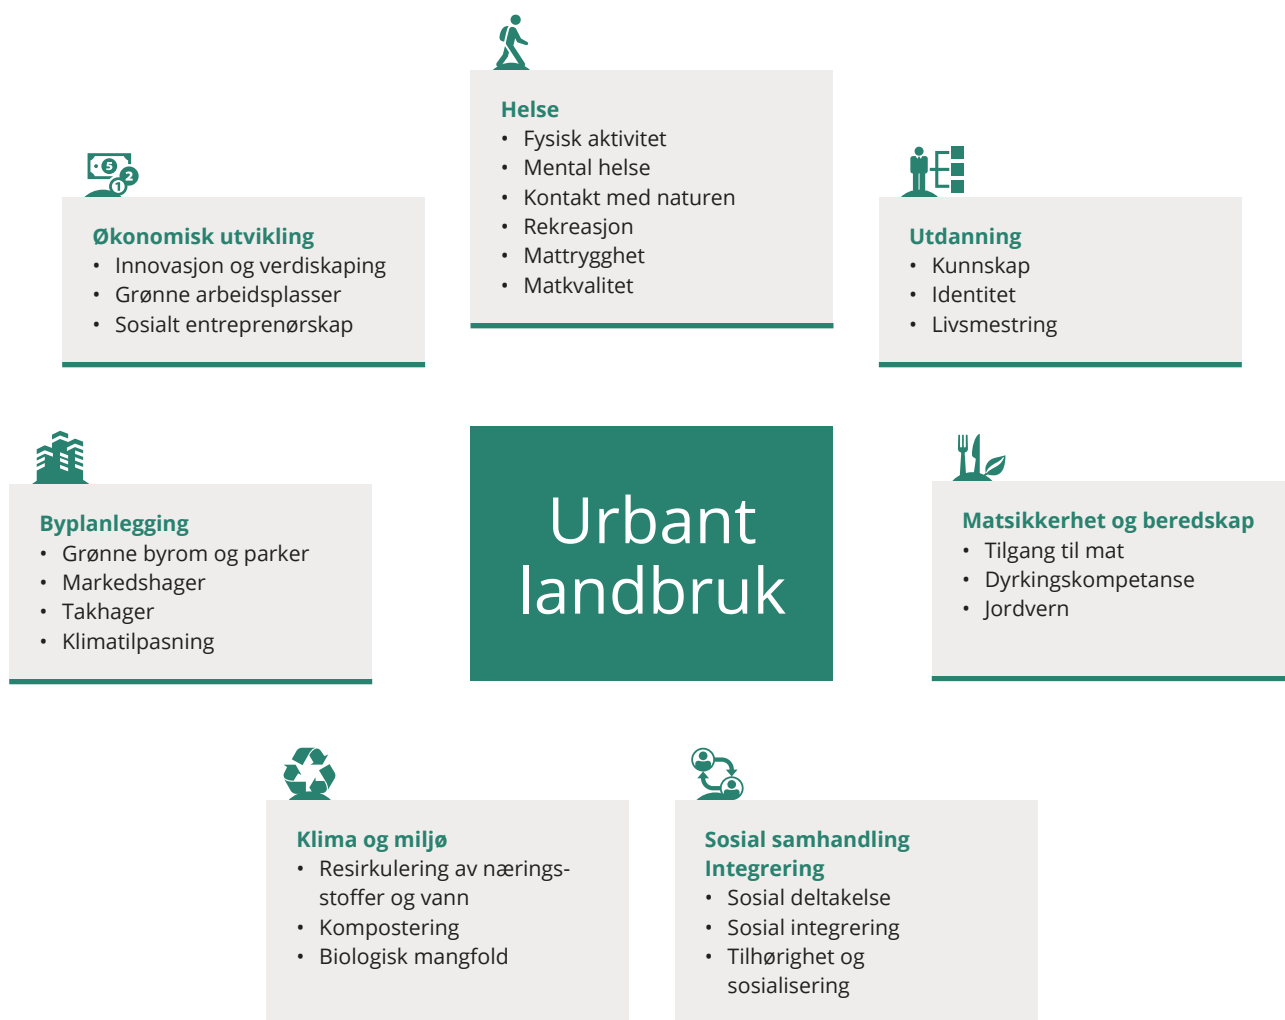 Helse
• Fysisk aktivitet
• Mental helse
• Kontakt med naturen
• Rekreasjon
• Mattrygghet
• Matkvalitet
5
2
1
Økonomisk utvikling
• Innovasjon og verdiskaping
• Grønne arbeidsplasser
• Sosialt entreprenørskap
Utdanning
• Kunnskap
• Identitet
• Livsmestring
Byplanlegging
• Grønne byrom og parker
• Markedshager
• Takhager
• Klimatilpasning
Urbant
landbruk
Matsikkerhet og beredskap
• Tilgang til mat
• Dyrkingskompetanse
• Jordvern
Klima og miljø
• Resirkulering av nærings-
stoffer og vann
• Kompostering
• Biologisk mangfold
Sosial samhandling
Integrering
• Sosial deltakelse
• Sosial integrering
• Tilhørighet og
sosialisering